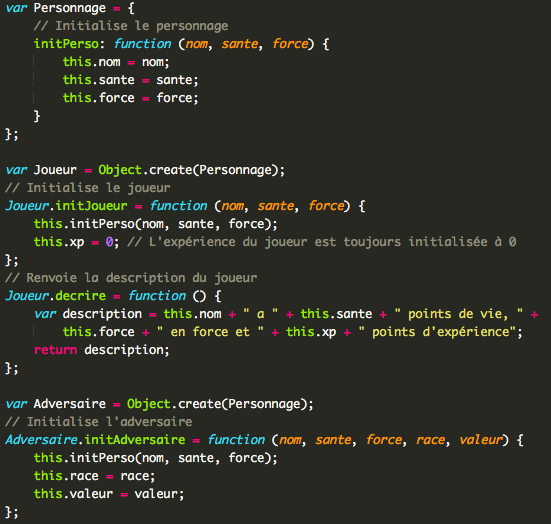 var Personnage = {
    // Initialise le personnage
    initPerso: function (nom, sante, force) {
        this.nom = nom;
        this.sante = sante;
        this.force = force;
    }
};

var Joueur = Object.create(Personnage);
// Initialise le joueur
Joueur.initJoueur = function (nom, sante, force) {
    this.initPerso(nom, sante, force);
    this.xp = 0; // L'expérience du joueur est toujours initialisée à 0
};
// Renvoie la description du joueur
Joueur.decrire = function () {
    var description = this.nom + " a " + this.sante + " points de vie, " +
        this.force + " en force et " + this.xp + " points d'expérience";
    return description;
};

var Adversaire = Object.create(Personnage);
// Initialise l'adversaire
Adversaire.initAdversaire = function (nom, sante, force, race, valeur) {
    this.initPerso(nom, sante, force);
    this.race = race;
    this.valeur = valeur;
};